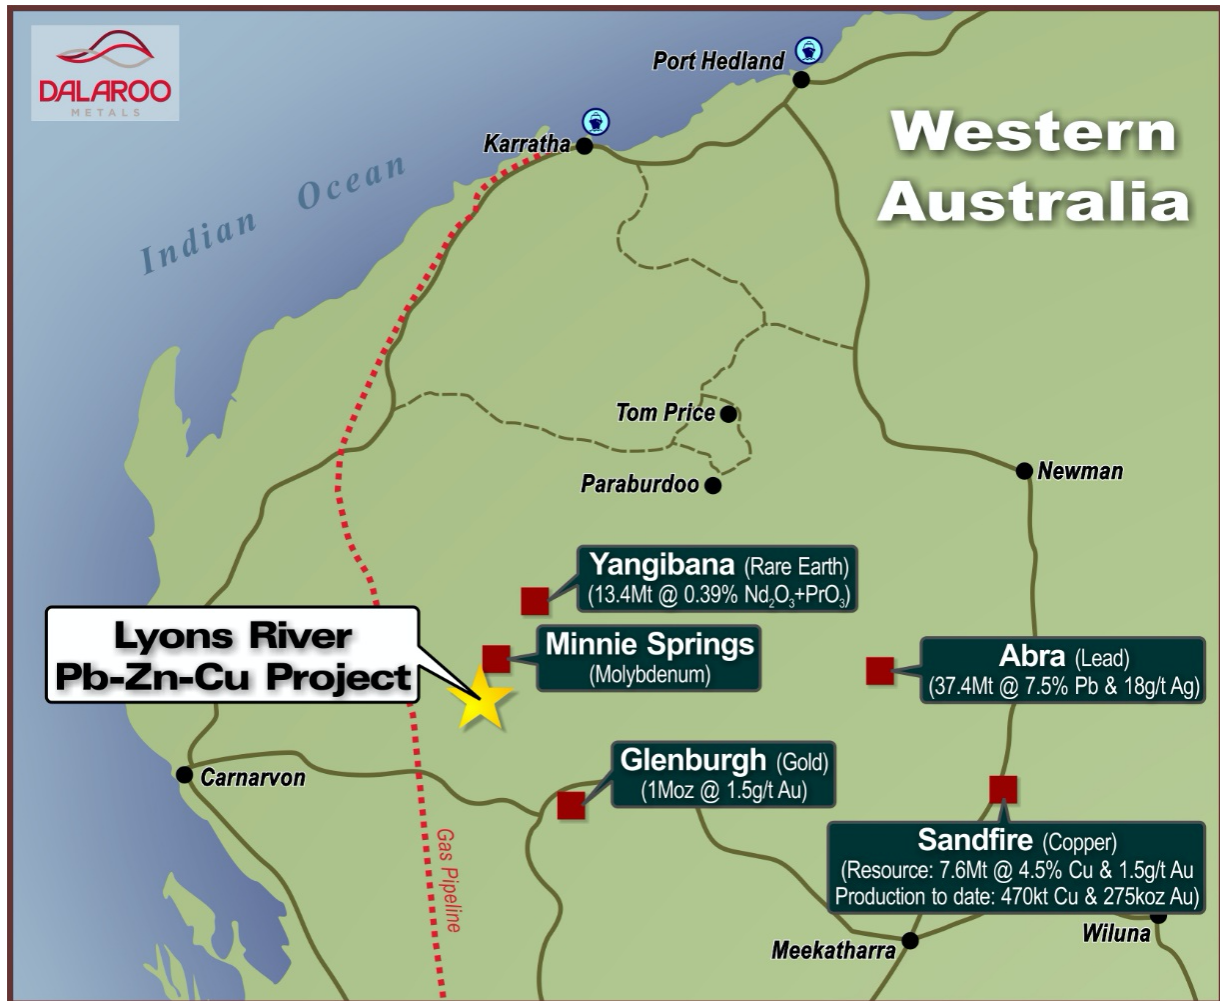 DALAROO
METALS
Port Hedland
Karratha
Western
Australia
Indian Ocean
Tom Price
Newman
Paraburdoo
Yangibana (Rare Earth)
(13.4Mt @ 0.39% Nd₂O₃+PrO₃)
Lyons River
Pb-Zn-Cu Project
Minnie Springs
(Molybdenum)
Abra (Lead)
(37.4Mt @ 7.5% Pb & 18g/t Ag)
Carnarvon
Glenburgh (Gold)
(1Moz @ 1.5g/t Au)
Gas Pipeline
Sandfire (Copper)
(Resource: 7.6Mt @ 4.5% Cu & 1.5g/t Au
Production to date: 470kt Cu & 275koz Au)
Wiluna
Meekatharra